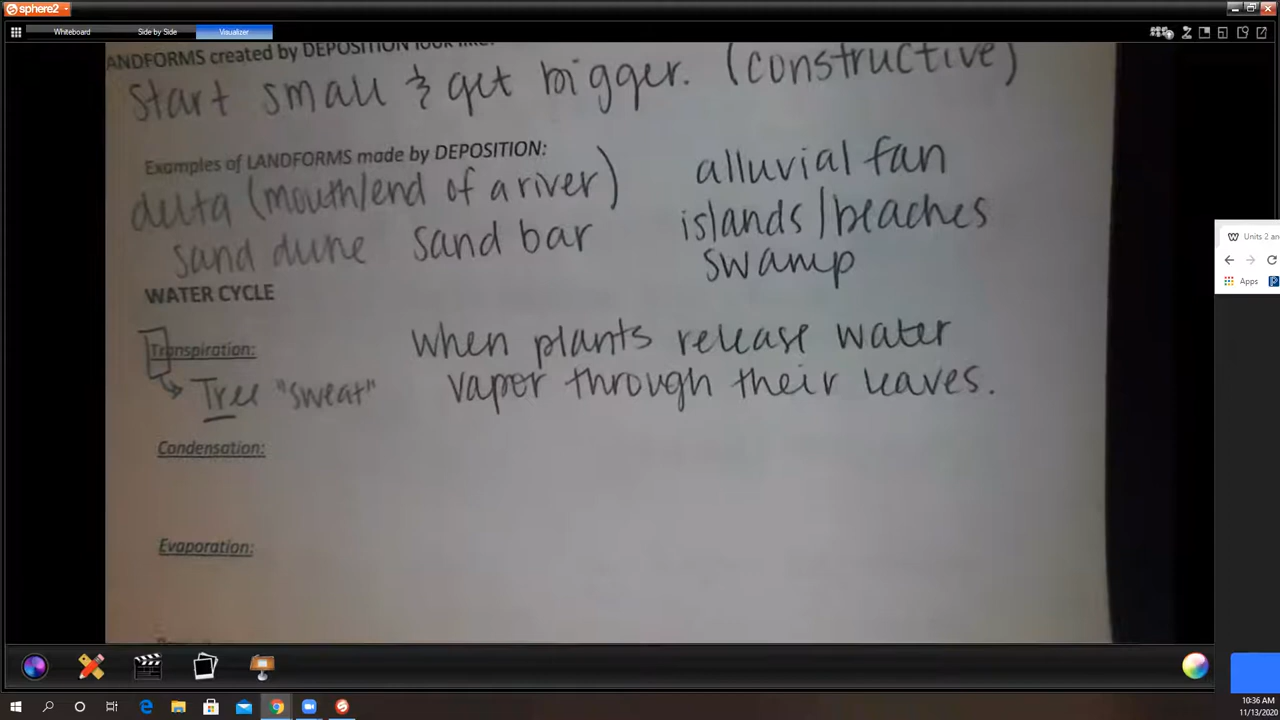 sphere2
Whiteboard Side by Side Visualizer
ANDFORMS created by DEPOSITION look like:
Start small & get bigger. (constructive)
Examples of LANDFORMS made by DEPOSITION:
delta (mouth/end of a river) alluvial fan
sand dune sand bar islands/beaches
swamp
WATER CYCLE
Transpiration: when plants release water
Tree "sweat" vapor through their leaves.
Condensation:
Evaporation:
Units 2 an
Apps
10:36 AM
11/13/2020